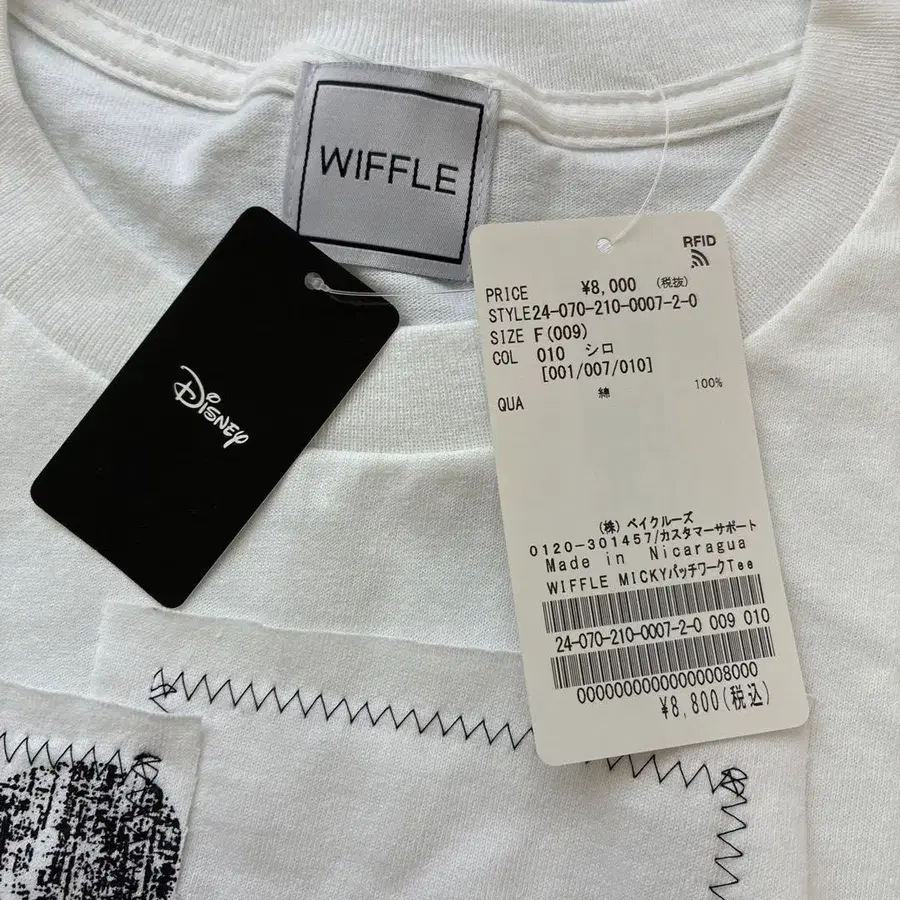 WIFFLE
Disney
RFID
PRICE ¥8,000 (税抜)
STYLE24-070-210-0007-2-0
SIZE F(009)
COL 010 シロ
[001/007/010]
QUA 綿 100%
(株) ベイクルーズ
0120-301457/カスタマーサポート
Made in Nicaragua
WIFFLE MICKYパッチワークTee
24-070-210-0007-2-0 009 010
00000000000000008000
¥8,800(税込)